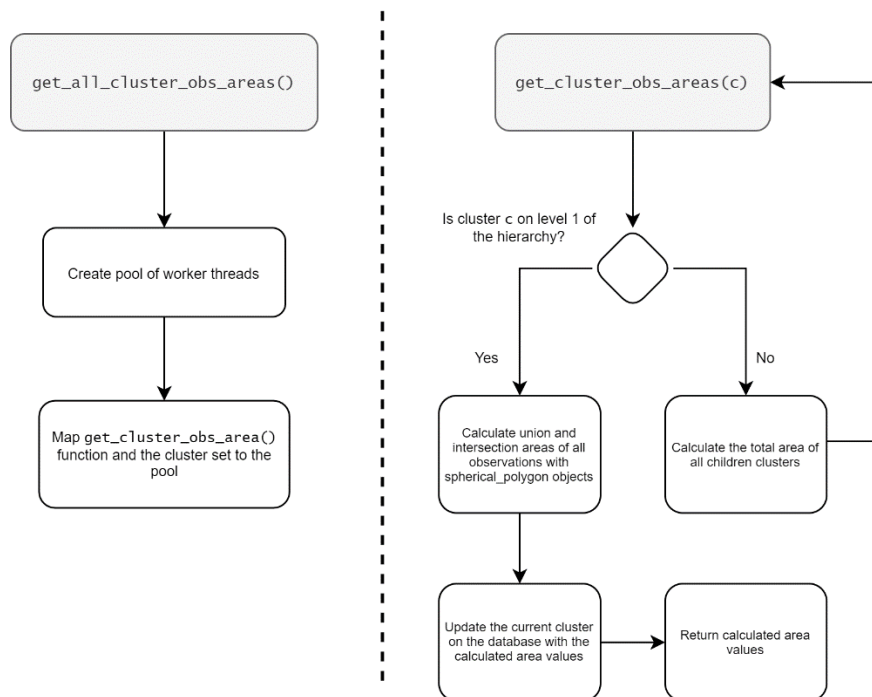 get_all_cluster_obs_areas()
Create pool of worker threads
Map get_cluster_obs_area()
function and the cluster set to the
pool
get_cluster_obs_areas(c)
Is cluster c on level 1 of
the hierarchy?
Yes
No
Calculate union and
intersection areas of all
observations with
spherical_polygon objects
Calculate the total area of
all children clusters
Update the current cluster
on the database with the
calculated area values
Return calculated area
values